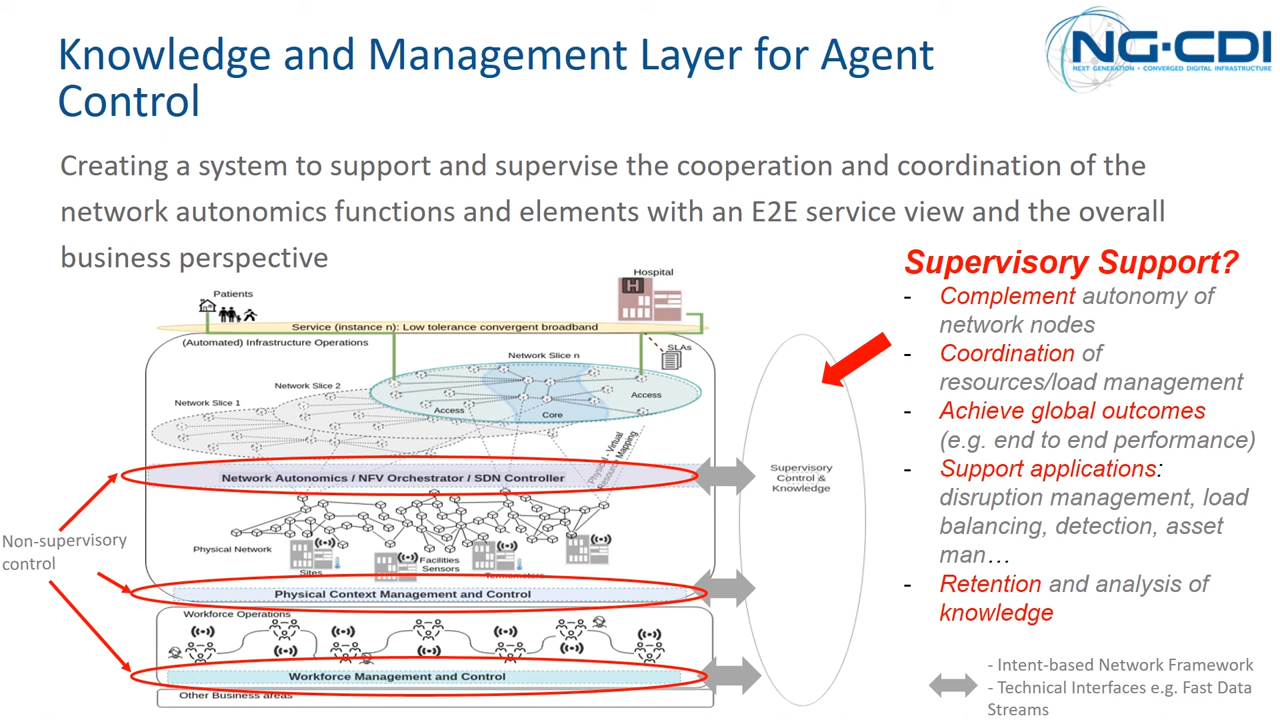 Knowledge and Management Layer for Agent
Control
NG-CDI
NEXT GENERATION • CONVERGED DIGITAL INFRASTRUCTURE
Creating a system to support and supervise the cooperation and coordination of the
network autonomics functions and elements with an E2E service view and the overall
business perspective
Patients
Hospital
H
Service (instance n): Low tolerance convergent broadband
(Automated) Infrastructure Operations
SLAs
Network Slice n
Network Slice 2
Network Slice 1
Access
Core
Access
Physical - Virtual
Resource Mapping
Network Autonomics / NFV Orchestrator / SDN Controller
Physical Network
Sites
Facilities
Sensors
Termometers
Physical Context Management and Control
Workforce Operations
Workforce Management and Control
Other Business areas
Non-supervisory
control
Supervisory
Control &
Knowledge
Supervisory Support?
- Complement autonomy of
network nodes
- Coordination of
resources/load management
- Achieve global outcomes
(e.g. end to end performance)
- Support applications:
disruption management, load
balancing, detection, asset
man…
- Retention and analysis of
knowledge
- Intent-based Network Framework
- Technical Interfaces e.g. Fast Data
Streams